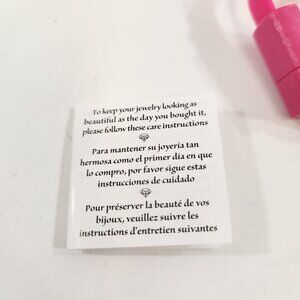 To keep your jewelry looking as
beautiful as the day you bought it,
please follow these care instructions
Para mantener su joyería tan
hermosa como el primer día en que
lo compro, por favor sigue estas
instrucciones de cuidado
Pour préserver la beauté de vos
bijoux, veuillez suivre les
instructions d'entretien suivantes